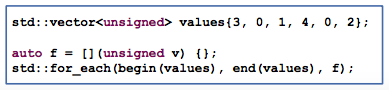 std::vector<unsigned> values{3, 0, 1, 4, 0, 2};
auto f = [](unsigned v) {};
std::for_each(begin(values), end(values), f);